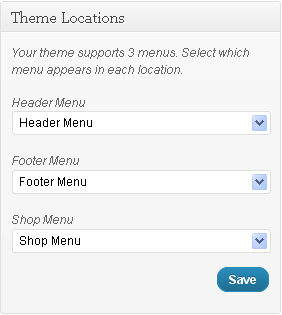 Theme Locations
Your theme supports 3 menus. Select which
menu appears in each location.
Header Menu
Header Menu
Footer Menu
Footer Menu
Shop Menu
Shop Menu
Save